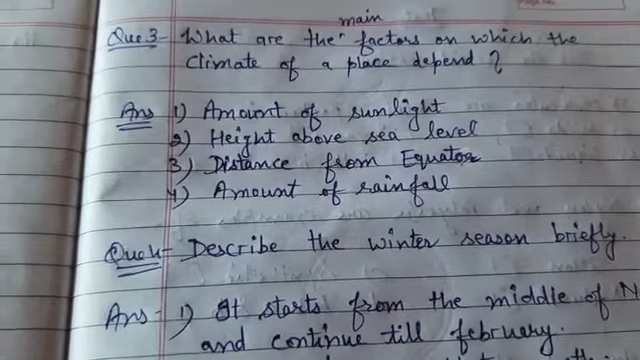 main
Que 3- What are the factors on which the
climate of a place depend?
Ans 1) Amount of sunlight
2) Height above sea level
3) Distance from Equator
4) Amount of rainfall
Que 4- Describe the winter season briefly.
Ans- 1) It starts from the middle of N
and continue till february.